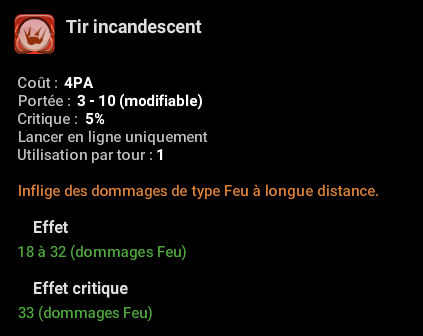 Tir incandescent
Coût : 4PA
Portée : 3 - 10 (modifiable)
Critique : 5%
Lancer en ligne uniquement
Utilisation par tour : 1
Inflige des dommages de type Feu à longue distance.
Effet
18 à 32 (dommages Feu)
Effet critique
33 (dommages Feu)